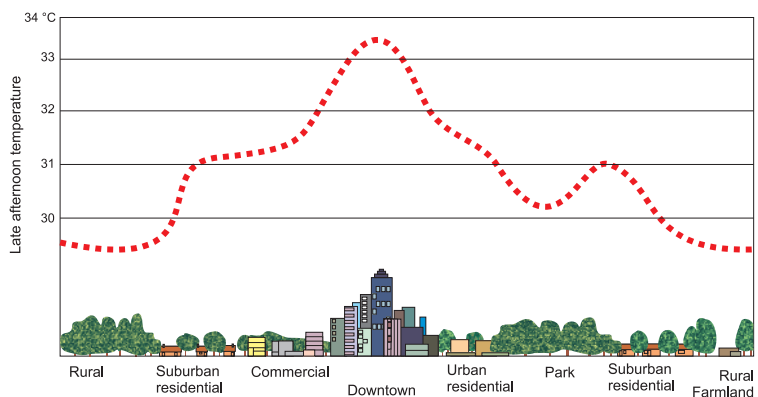 34 °C
33
32
31
30
Late afternoon temperature
Rural
Suburban
residential
Commercial
Downtown
Urban
residential
Park
Suburban
residential
Rural
Farmland